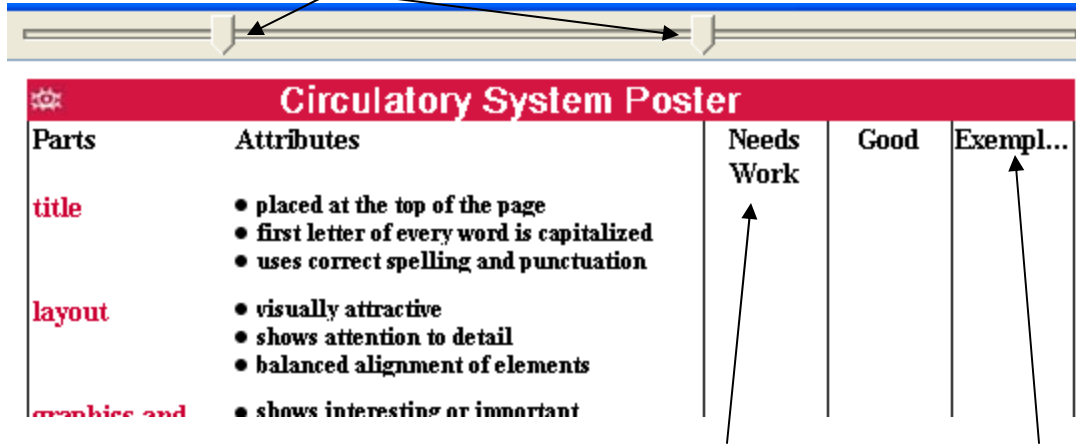 Circulatory System Poster
Parts Attributes Needs Work Good Exempl...
title
• placed at the top of the page
• first letter of every word is capitalized
• uses correct spelling and punctuation
layout
• visually attractive
• shows attention to detail
• balanced alignment of elements
graphics and
• shows interesting or important